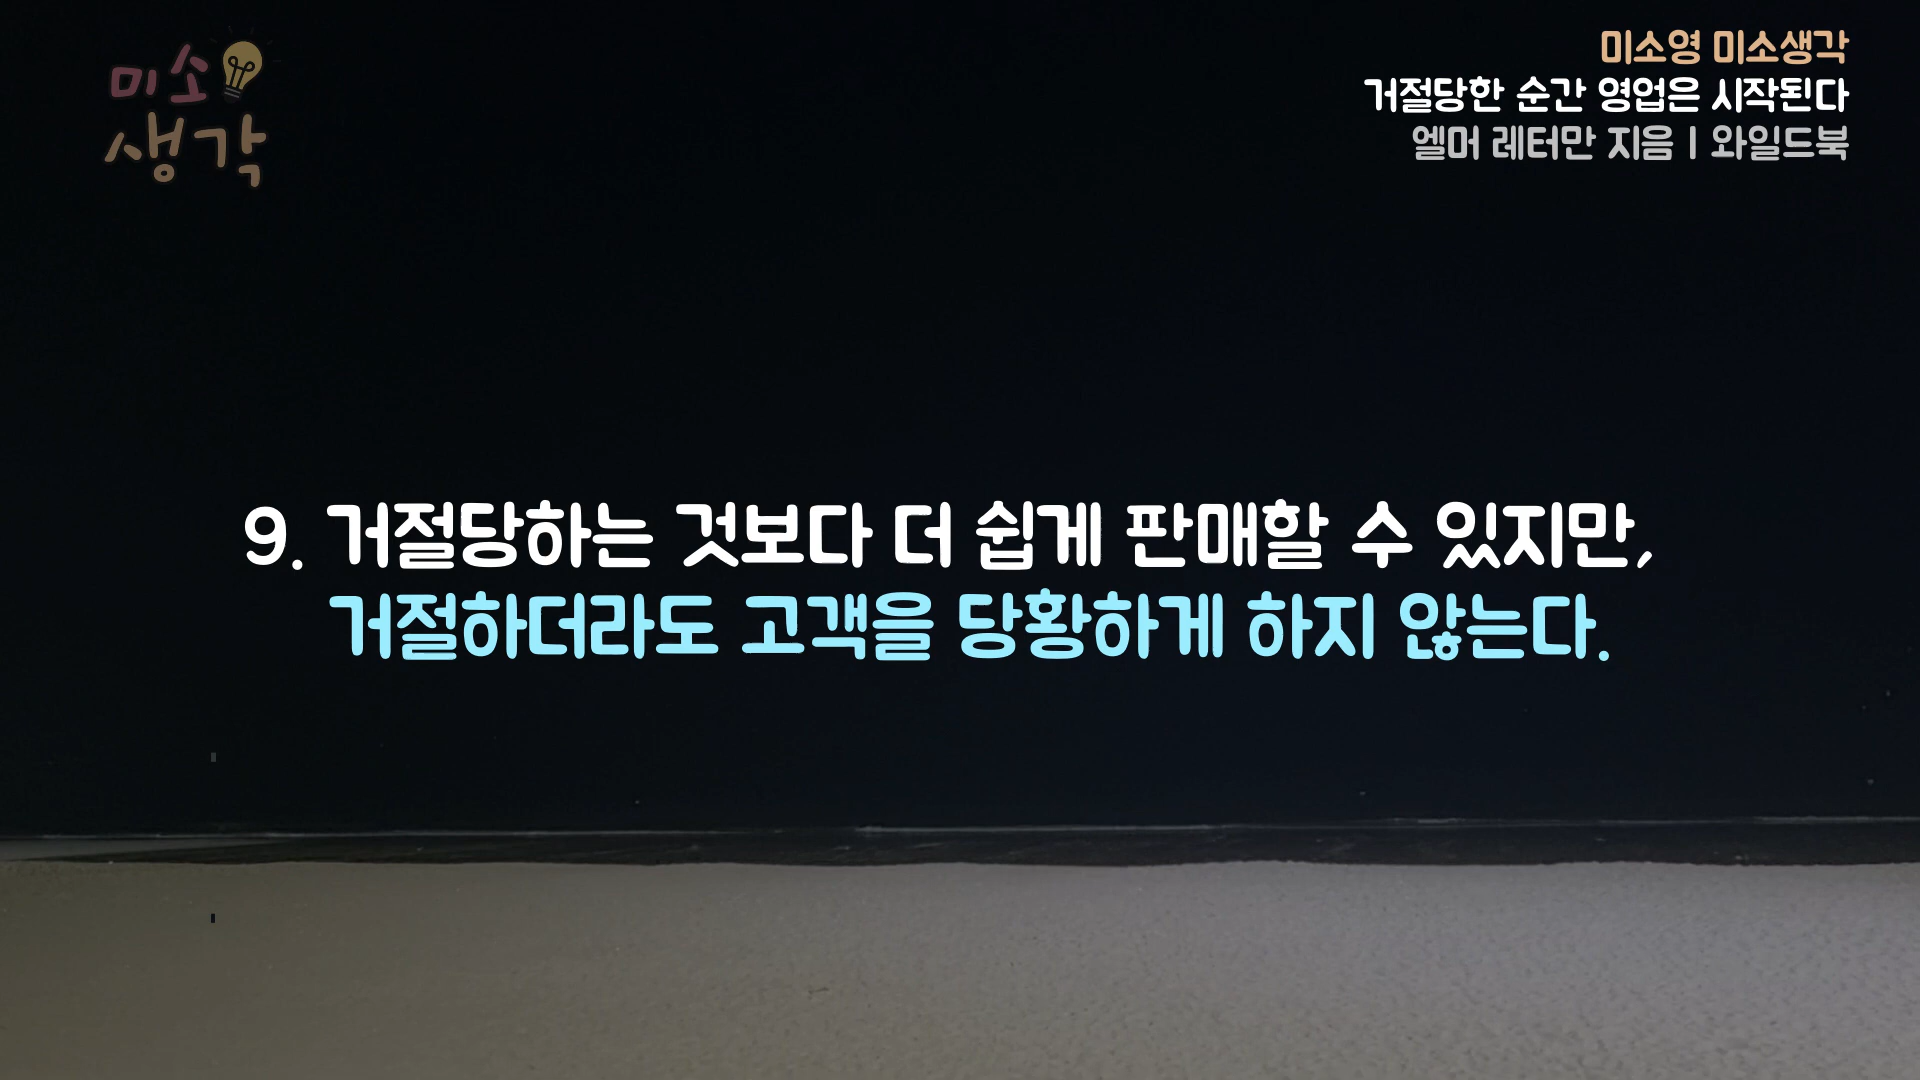 미소
생각
미소영 미소생각
거절당한 순간 영업은 시작된다
엘머 레터만 지음 | 와일드북
9. 거절당하는 것보다 더 쉽게 판매할 수 있지만,
거절하더라도 고객을 당황하게 하지 않는다.